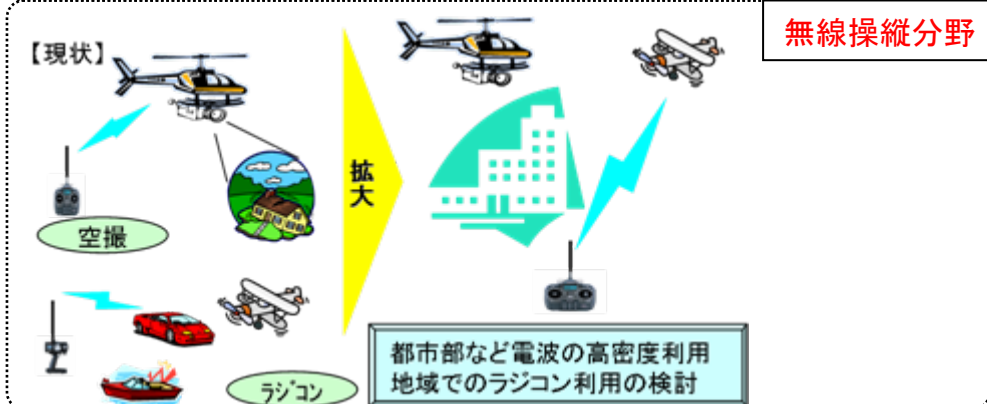 無線操縦分野
【現状】
空撮
ラジコン
拡大
都市部など電波の高密度利用
地域でのラジコン利用の検討